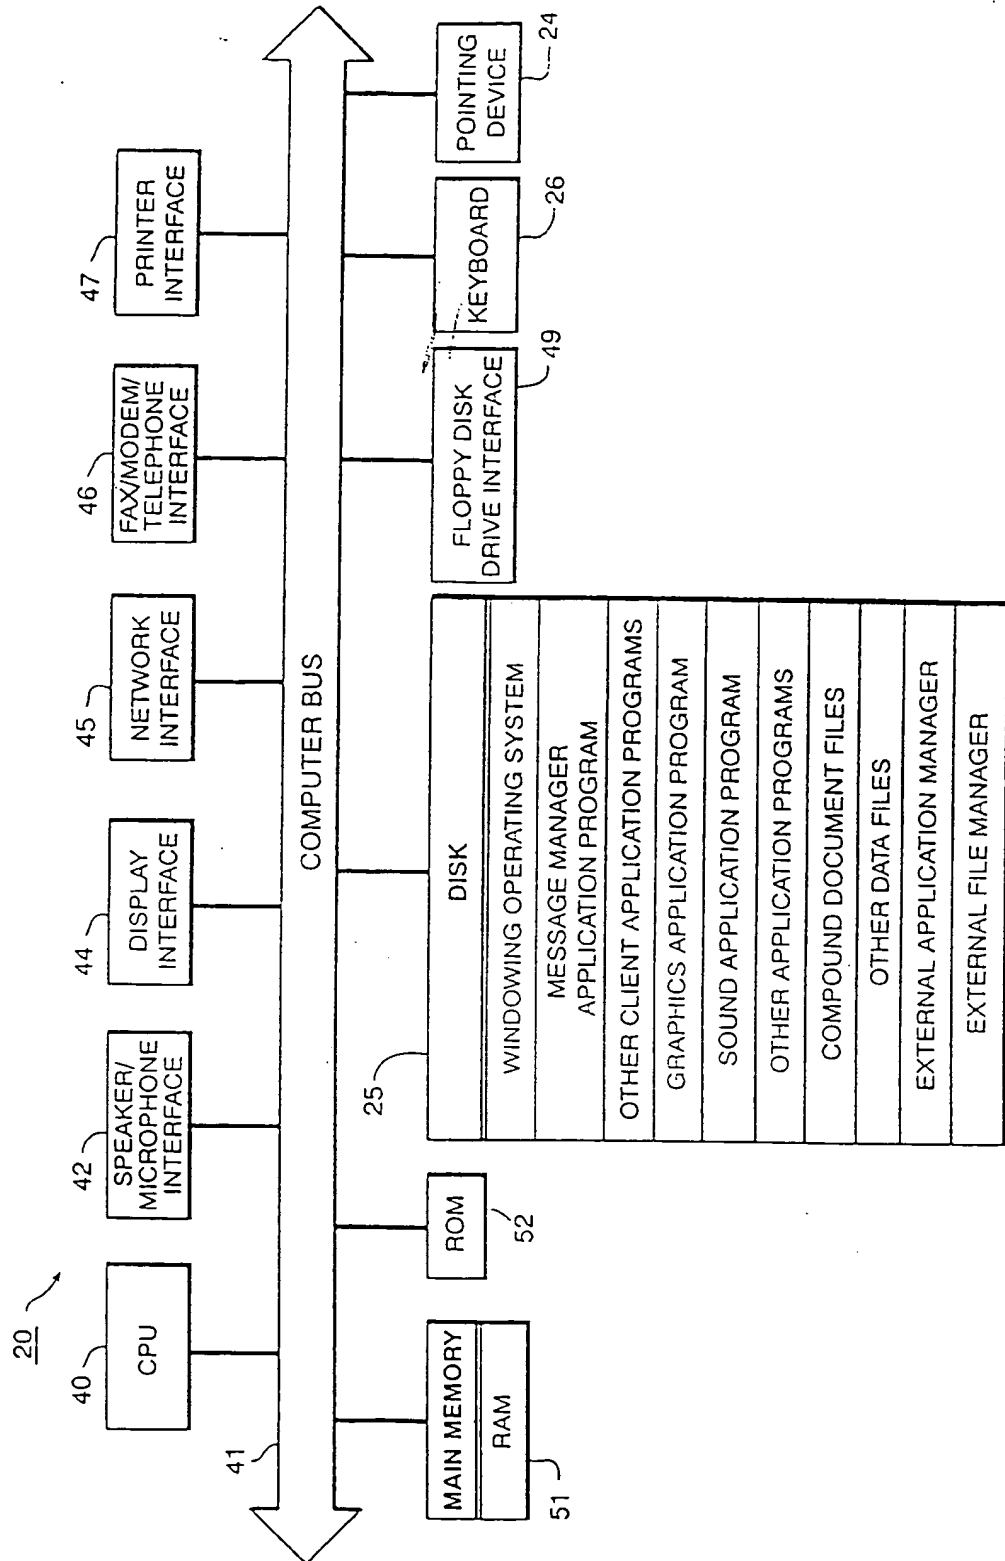 20
40
CPU
42
SPEAKER/
MICROPHONE
INTERFACE
44
DISPLAY
INTERFACE
45
NETWORK
INTERFACE
46
FAX/MODEM/
TELEPHONE
INTERFACE
47
PRINTER
INTERFACE
41
COMPUTER BUS
MAIN MEMORY
RAM
51
ROM
52
25
DISK
WINDOWING OPERATING SYSTEM
MESSAGE MANAGER
APPLICATION PROGRAM
OTHER CLIENT APPLICATION PROGRAMS
GRAPHICS APPLICATION PROGRAM
SOUND APPLICATION PROGRAM
OTHER APPLICATION PROGRAMS
COMPOUND DOCUMENT FILES
OTHER DATA FILES
EXTERNAL APPLICATION MANAGER
EXTERNAL FILE MANAGER
FLOPPY DISK
DRIVE INTERFACE
49
KEYBOARD
26
POINTING
DEVICE
24